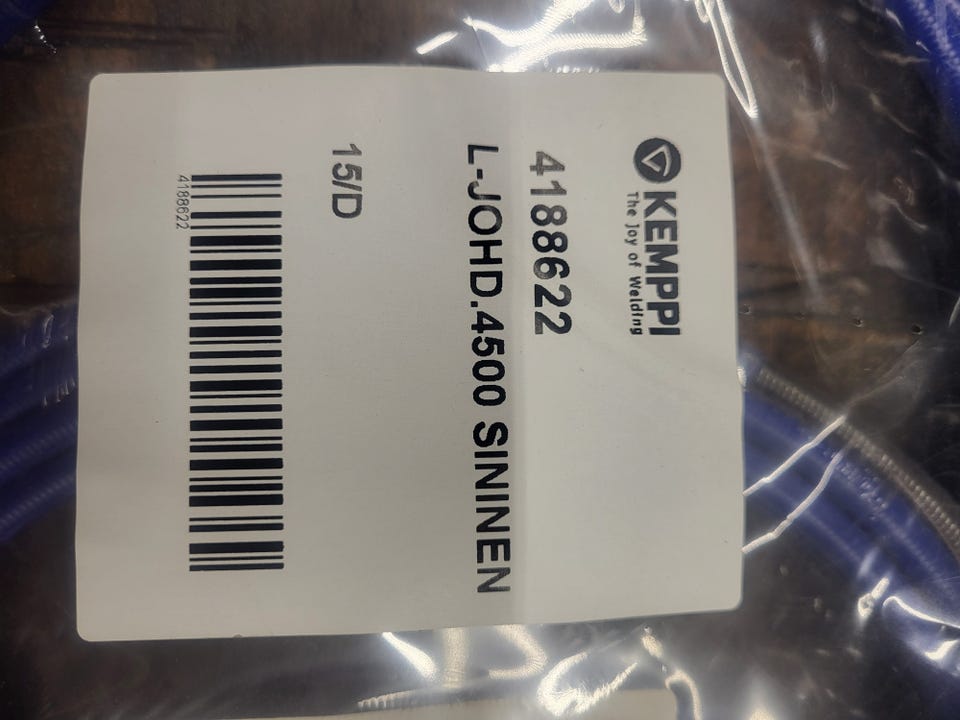 KEMPPI
The Joy of Welding
4188622
L-JOHD.4500 SININEN
15/D
4188622